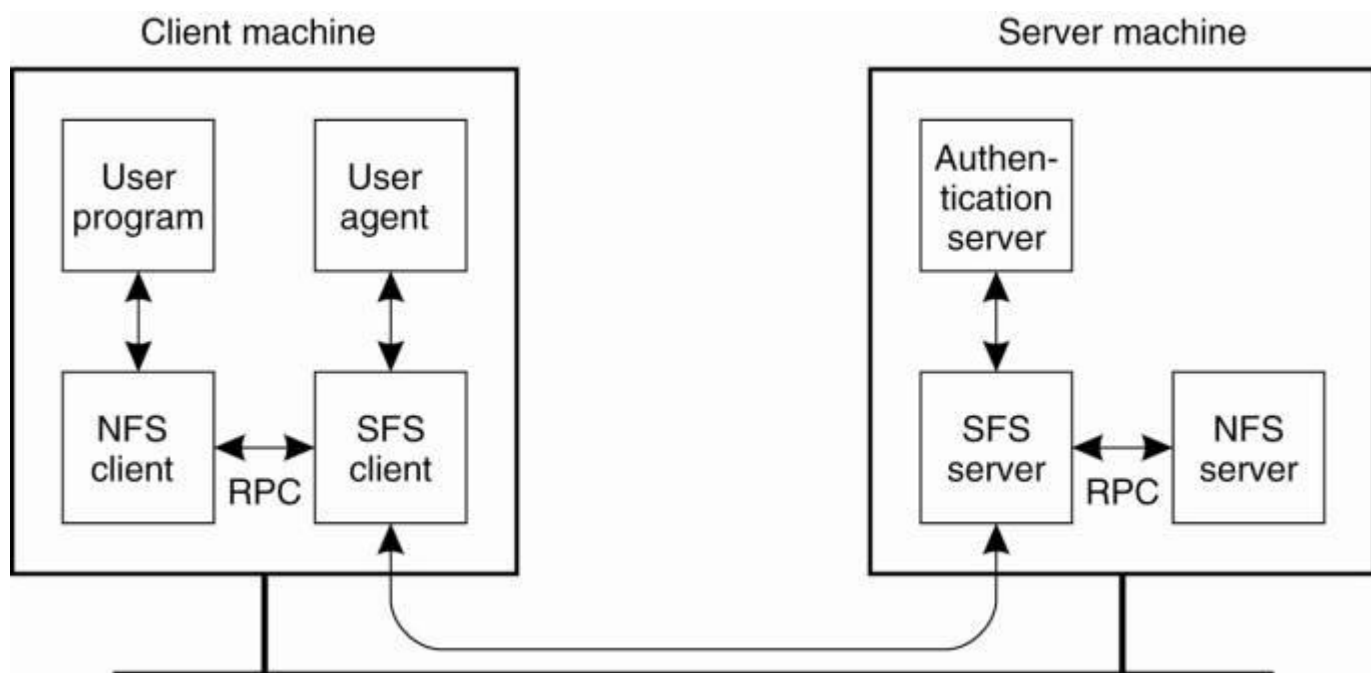 Client machine
Server machine
User
program
User
agent
Authen-
tication
server
NFS
client
RPC
SFS
client
SFS
server
RPC
NFS
server